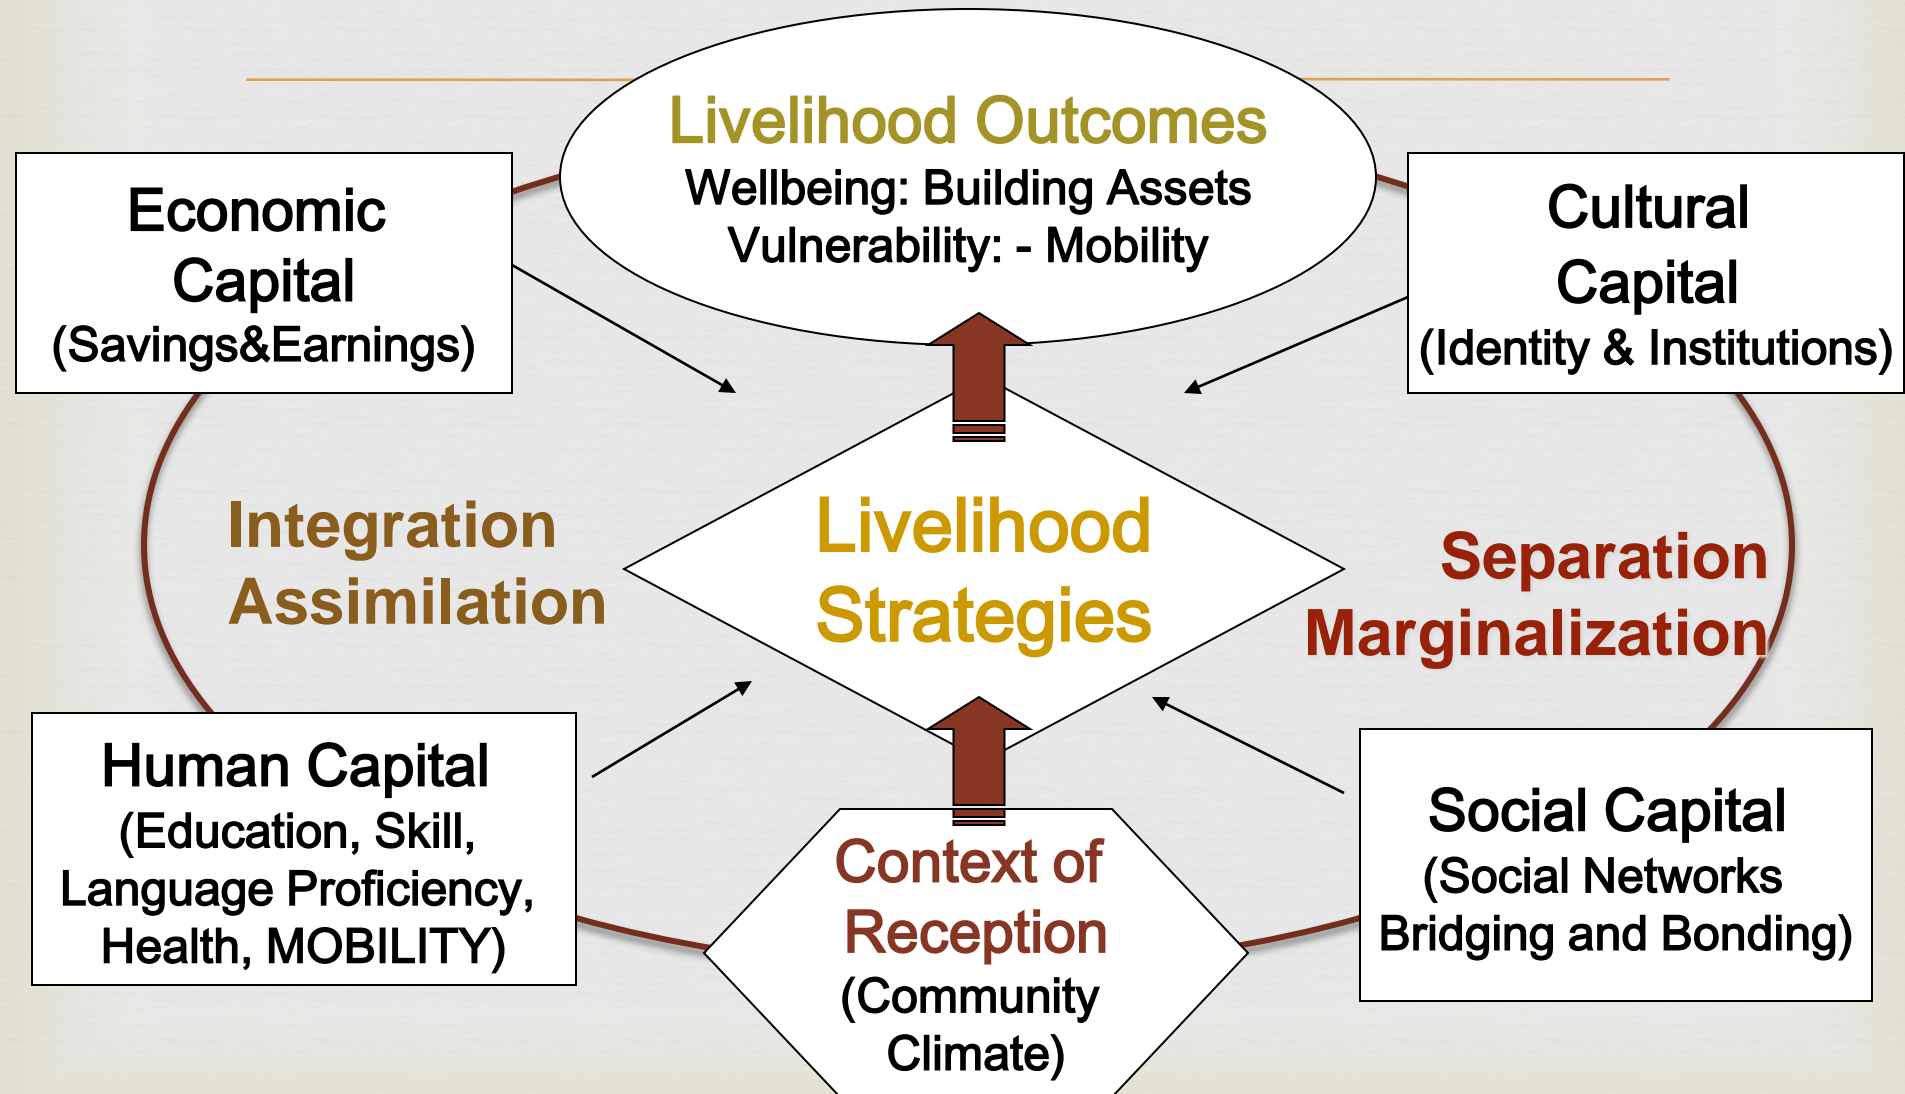 Livelihood Outcomes
Wellbeing: Building Assets
Vulnerability: - Mobility
Economic
Capital
(Savings&Earnings)
Cultural
Capital
(Identity & Institutions)
Integration
Assimilation
Livelihood
Strategies
Separation
Marginalization
Human Capital
(Education, Skill,
Language Proficiency,
Health, MOBILITY)
Context of
Reception
(Community
Climate)
Social Capital
(Social Networks
Bridging and Bonding)